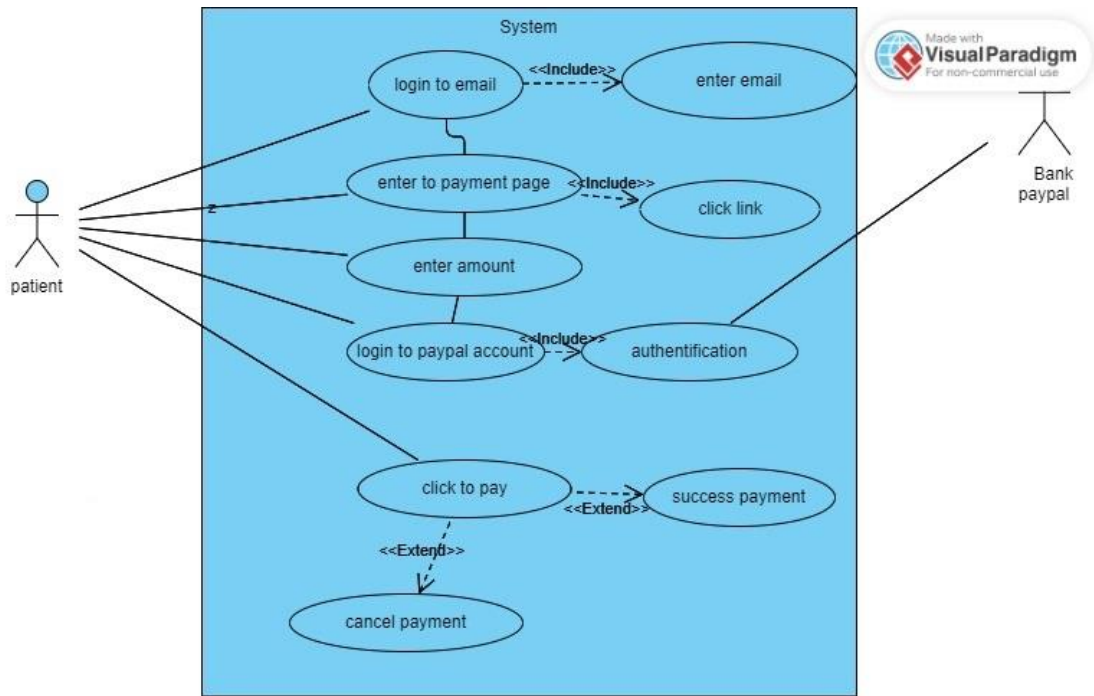 System
Made with
Visual Paradigm
For non-commercial use
login to email
<<Include>>
enter email
Bank
paypal
enter to payment page
<<Include>>
click link
z
patient
enter amount
login to paypal account
<<Include>>
authentification
click to pay
<<Extend>>
success payment
<<Extend>>
cancel payment